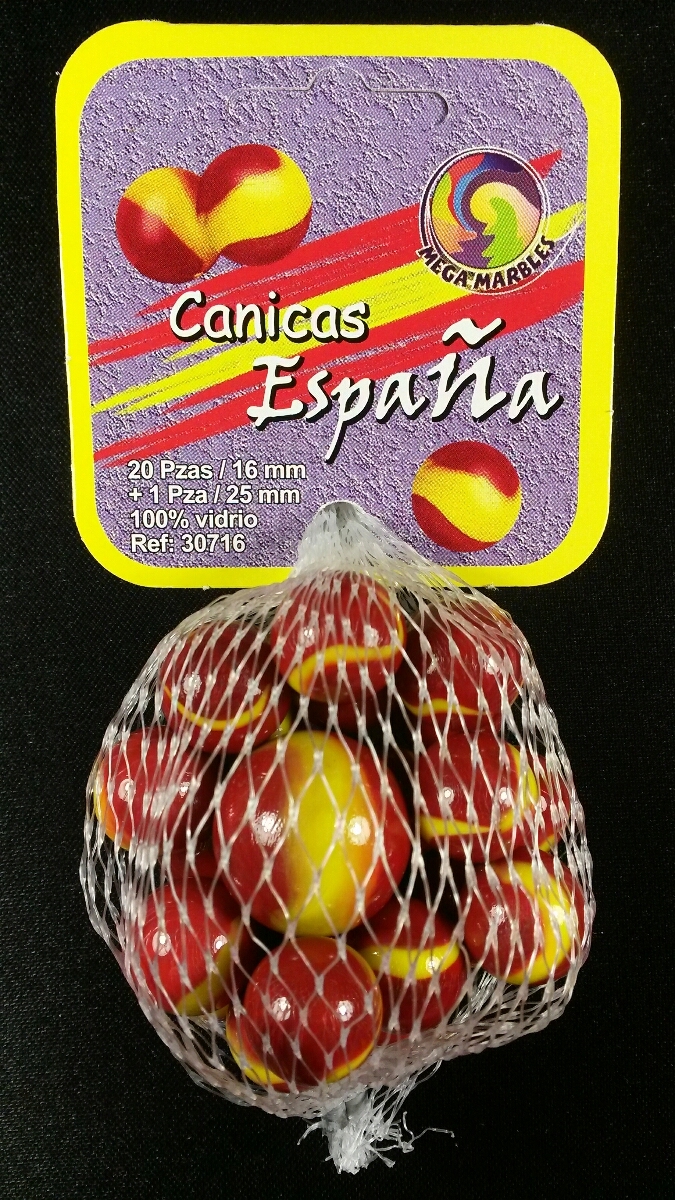 MEGA MARBLES
Canicas
España
20 Pzas / 16 mm
+ 1 Pza / 25 mm
100% vidrio
Ref: 30716